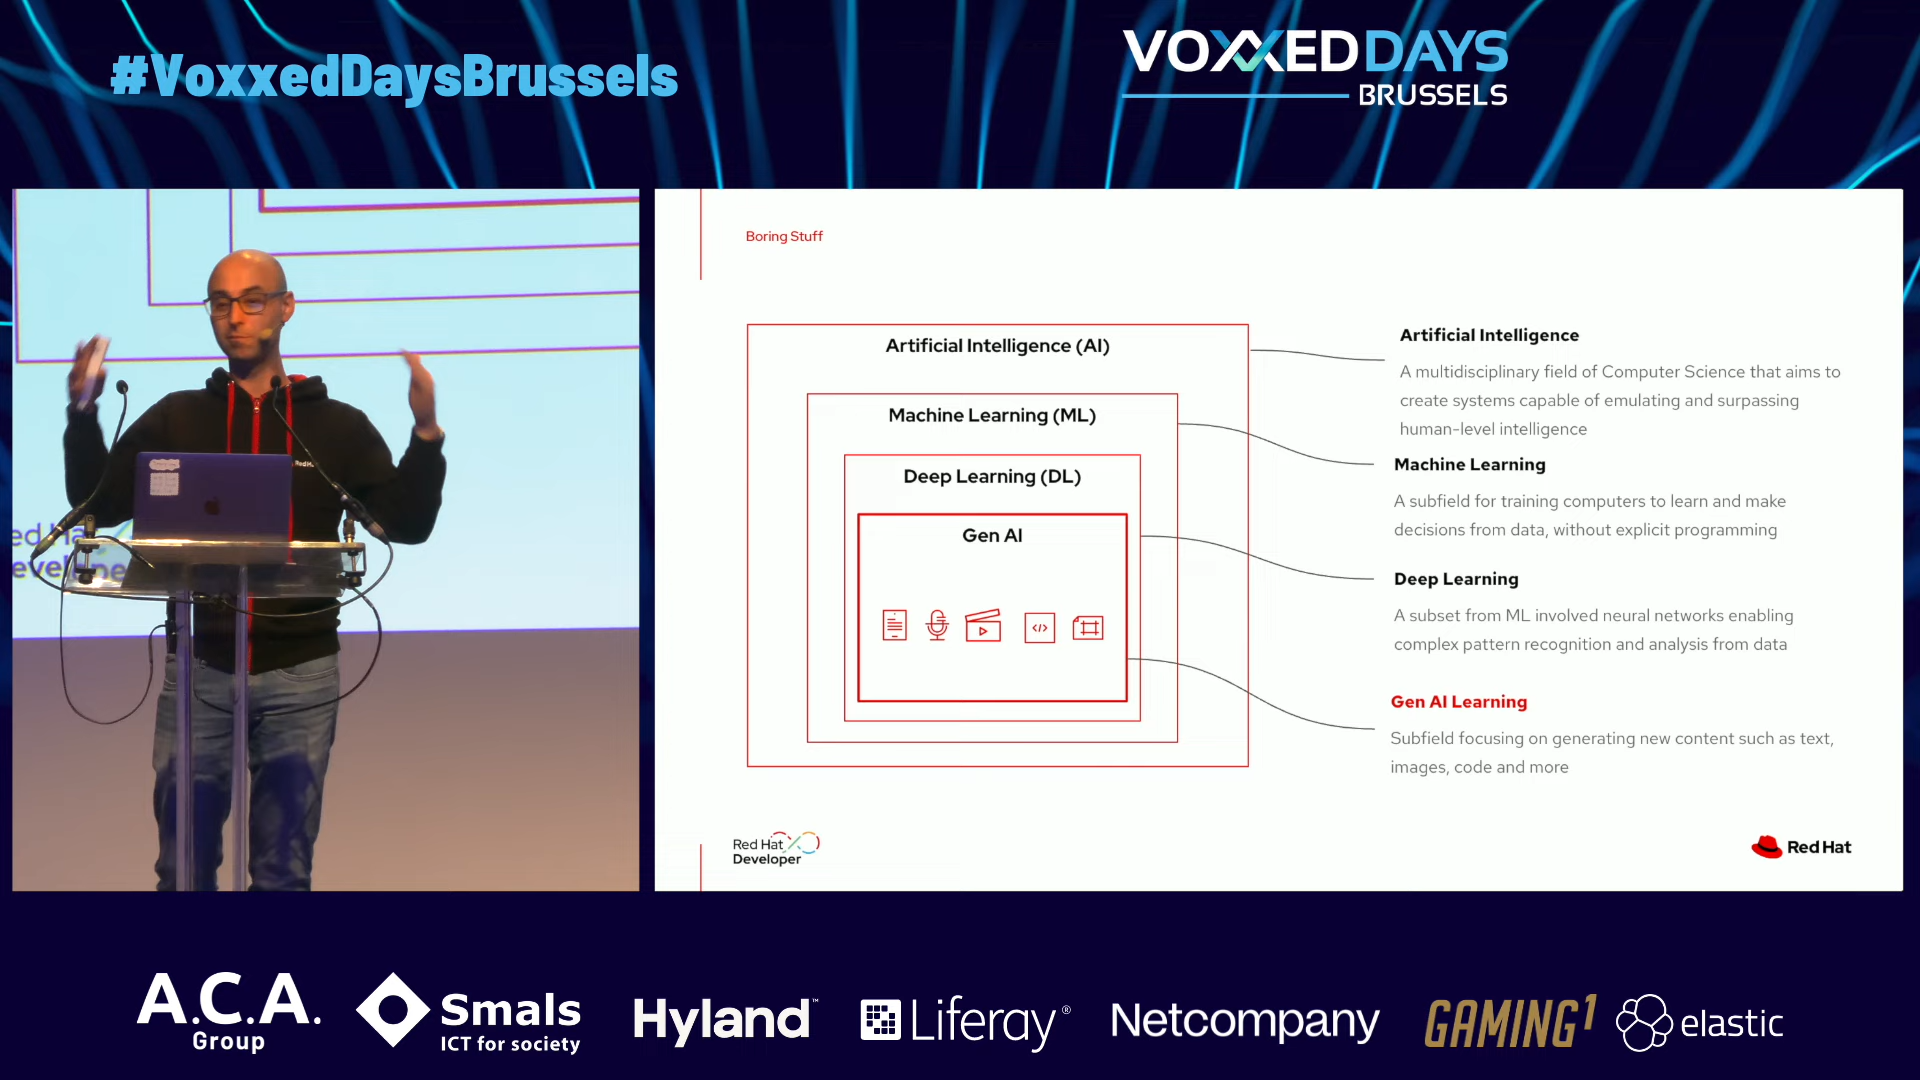 #VoxxedDaysBrussels
VOXXED DAYS
BRUSSELS
Boring Stuff
Artificial Intelligence (AI)
Machine Learning (ML)
Deep Learning (DL)
Gen AI
</>
Artificial Intelligence
A multidisciplinary field of Computer Science that aims to
create systems capable of emulating and surpassing
human-level intelligence
Machine Learning
A subfield for training computers to learn and make
decisions from data, without explicit programming
Deep Learning
A subset from ML involved neural networks enabling
complex pattern recognition and analysis from data
Gen AI Learning
Subfield focusing on generating new content such as text,
images, code and more
Red Hat
Developer
Red Hat
A.C.A.
Group
Smals
ICT for society
Hyland™
Liferay®
Netcompany
GAMING1
elastic